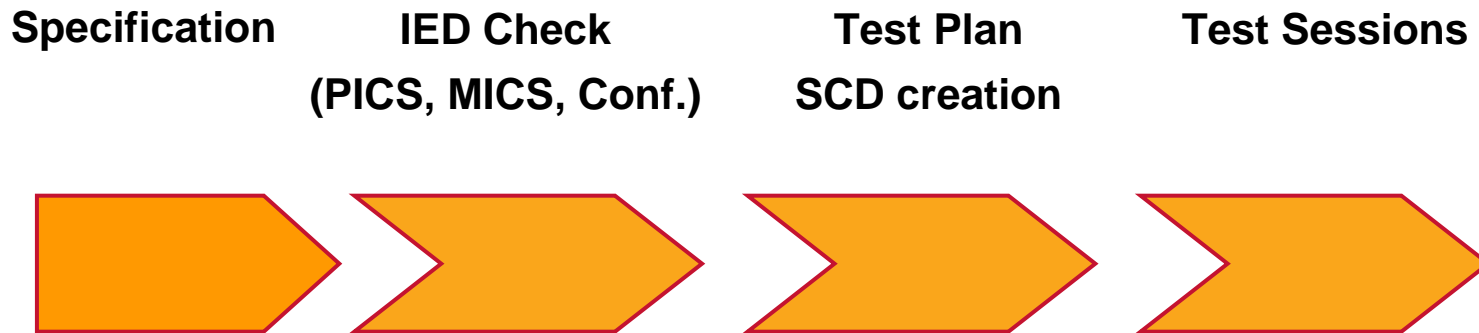 Specification
IED Check
(PICS, MICS, Conf.)
Test Plan
SCD creation
Test Sessions